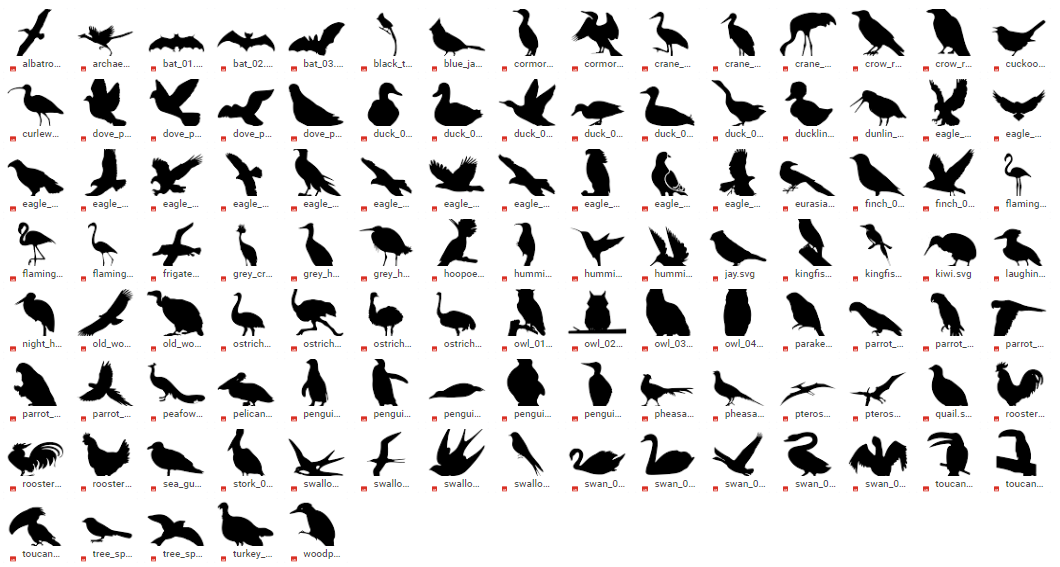 albatro... archae... bat_01.... bat_02.... bat_03.... black_t... blue_ja... cormor... cormor... crane_... crane_... crane_... crow_r... crow_r... cuckoo...
curlew... dove_p... dove_p... dove_p... dove_p... duck_0... duck_0... duck_0... duck_0... duck_0... duck_0... ducklin... dunlin_... eagle_... eagle_...
eagle_... eagle_... eagle_... eagle_... eagle_... eagle_... eagle_... eagle_... eagle_... eagle_... eagle_... eurasia... finch_0... finch_0... flaming...
flaming... flaming... frigate... grey_cr... grey_h... grey_h... hoopoe... hummi... hummi... hummi... jay.svg kingfis... kingfis... kiwi.svg laughin...
night_h... old_wo... old_wo... ostrich... ostrich... ostrich... ostrich... owl_01... owl_02... owl_03... owl_04... parake... parrot_... parrot_... parrot_...
parrot_... parrot_... peafow... pelican... pengui... pengui... pengui... pengui... pengui... pheasa... pheasa... pteros... pteros... quail.s... rooster...
rooster... rooster... sea_gu... stork_0... swallo... swallo... swallo... swallo... swan_0... swan_0... swan_0... swan_0... swan_0... toucan... toucan...
toucan... tree_sp... tree_sp... turkey_... woodp...